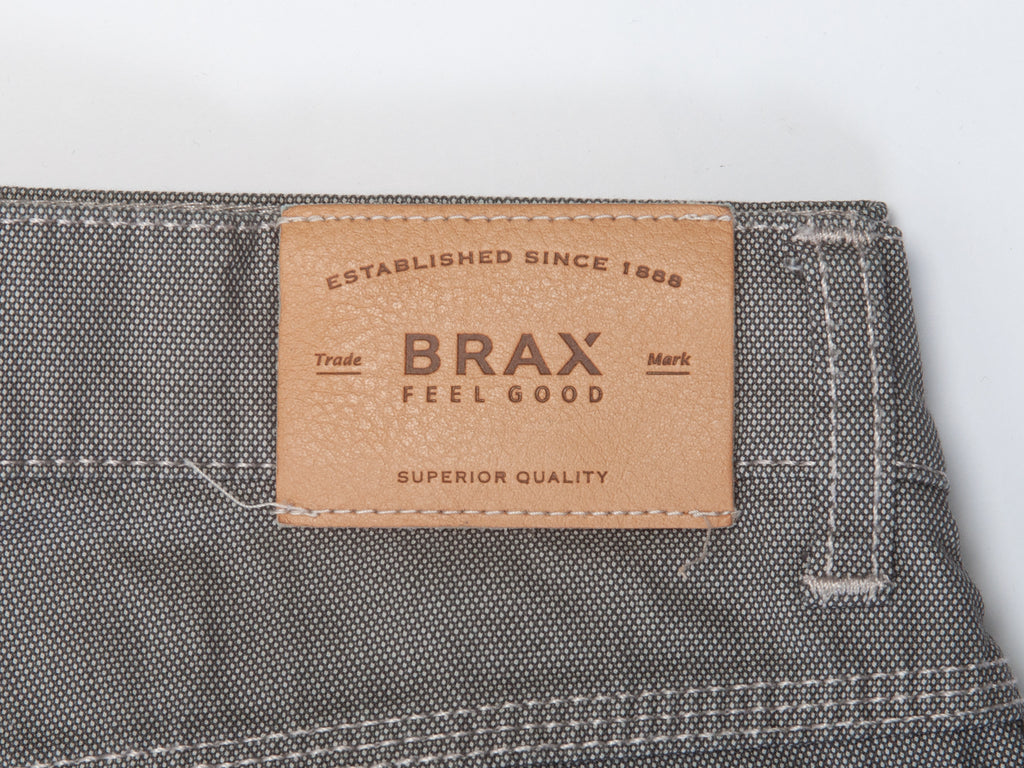 ESTABLISHED SINCE 1888
BRAX
Trade
Mark
FEEL GOOD
SUPERIOR QUALITY